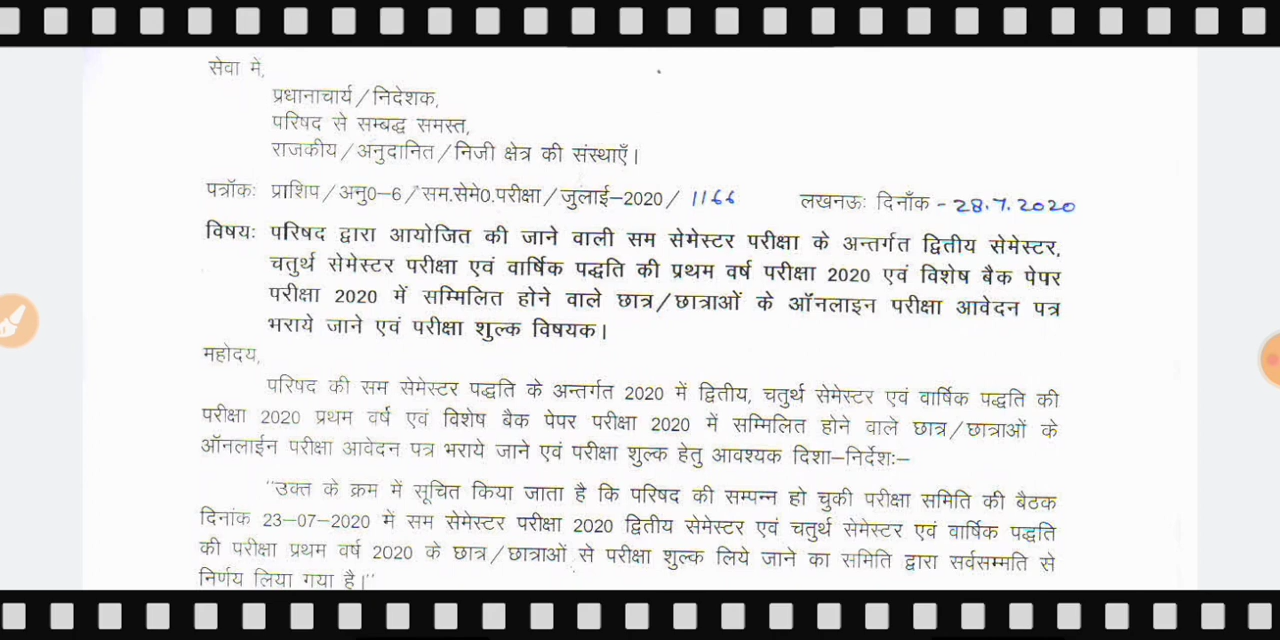 सेवा में,
प्रधानाचार्य/निदेशक,
परिषद से सम्बद्ध समस्त,
राजकीय/अनुदानित/निजी क्षेत्र की संस्थाएँ।
पत्राँकः प्राशिप/अनु0–6/सम.सेमे0.परीक्षा/जुलाई–2020/ 1166 लखनऊः दिनाँक - 28.7.2020
विषयः परिषद द्वारा आयोजित की जाने वाली सम सेमेस्टर परीक्षा के अन्तर्गत द्वितीय सेमेस्टर,
चतुर्थ सेमेस्टर परीक्षा एवं वार्षिक पद्धति की प्रथम वर्ष परीक्षा 2020 एवं विशेष बैक पेपर
परीक्षा 2020 में सम्मिलित होने वाले छात्र/छात्राओं के ऑनलाइन परीक्षा आवेदन पत्र
भराये जाने एवं परीक्षा शुल्क विषयक।
महोदय,
परिषद की सम सेमेस्टर पद्धति के अन्तर्गत 2020 में द्वितीय, चतुर्थ सेमेस्टर एवं वार्षिक पद्धति की
परीक्षा 2020 प्रथम वर्ष एवं विशेष बैक पेपर परीक्षा 2020 में सम्मिलित होने वाले छात्र/छात्राओं के
ऑनलाईन परीक्षा आवेदन पत्र भराये जाने एवं परीक्षा शुल्क हेतु आवश्यक दिशा–निर्देशः–
"उक्त के क्रम में सूचित किया जाता है कि परिषद की सम्पन्न हो चुकी परीक्षा समिति की बैठक
दिनांक 23–07–2020 में सम सेमेस्टर परीक्षा 2020 द्वितीय सेमेस्टर एवं चतुर्थ सेमेस्टर एवं वार्षिक पद्धति
की परीक्षा प्रथम वर्ष 2020 के छात्र/छात्राओं से परीक्षा शुल्क लिये जाने का समिति द्वारा सर्वसम्मति से
निर्णय लिया गया है।"